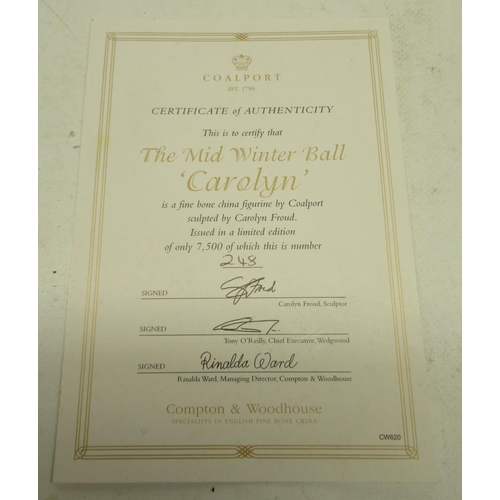 COALPORT
EST. 1750
CERTIFICATE of AUTHENTICITY
This is to certify that
The Mid Winter Ball
'Carolyn'
is a fine bone china figurine by Coalport
sculpted by Carolyn Froud.
Issued in a limited edition
of only 7,500 of which this is number
248
SIGNED
Carolyn Froud, Sculptor
SIGNED
Tony O'Reilly, Chief Executive, Wedgwood
SIGNED Rinalda Ward
Rinalda Ward, Managing Director, Compton & Woodhouse
Compton & Woodhouse
SPECIALISTS IN ENGLISH FINE BONE CHINA
CW620